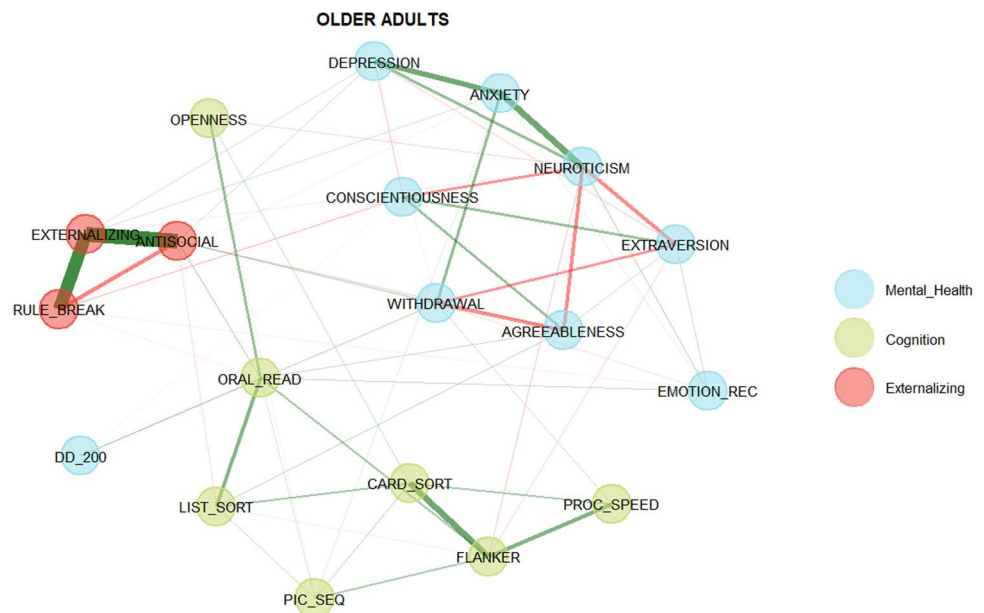 OLDER ADULTS
DEPRESSION
ANXIETY
OPENNESS
NEUROTICISM
CONSCIENTIOUSNESS
EXTERNALIZING
ANTISOCIAL
EXTRAVERSION
RULE_BREAK
WITHDRAWAL
AGREEABLENESS
ORAL_READ
EMOTION_REC
DD_200
LIST_SORT
CARD_SORT
PROC_SPEED
FLANKER
PIC_SEQ
Mental_Health
Cognition
Externalizing